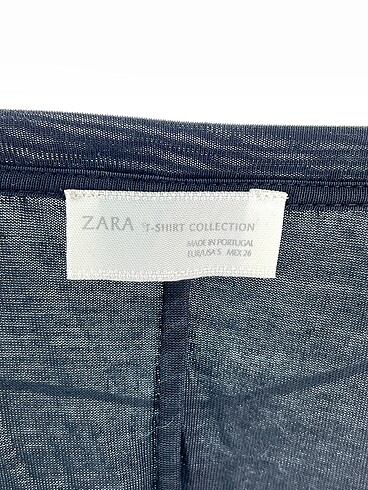 ZARA T-SHIRT COLLECTION
MADE IN PORTUGAL
EUR/USA S MEX 26